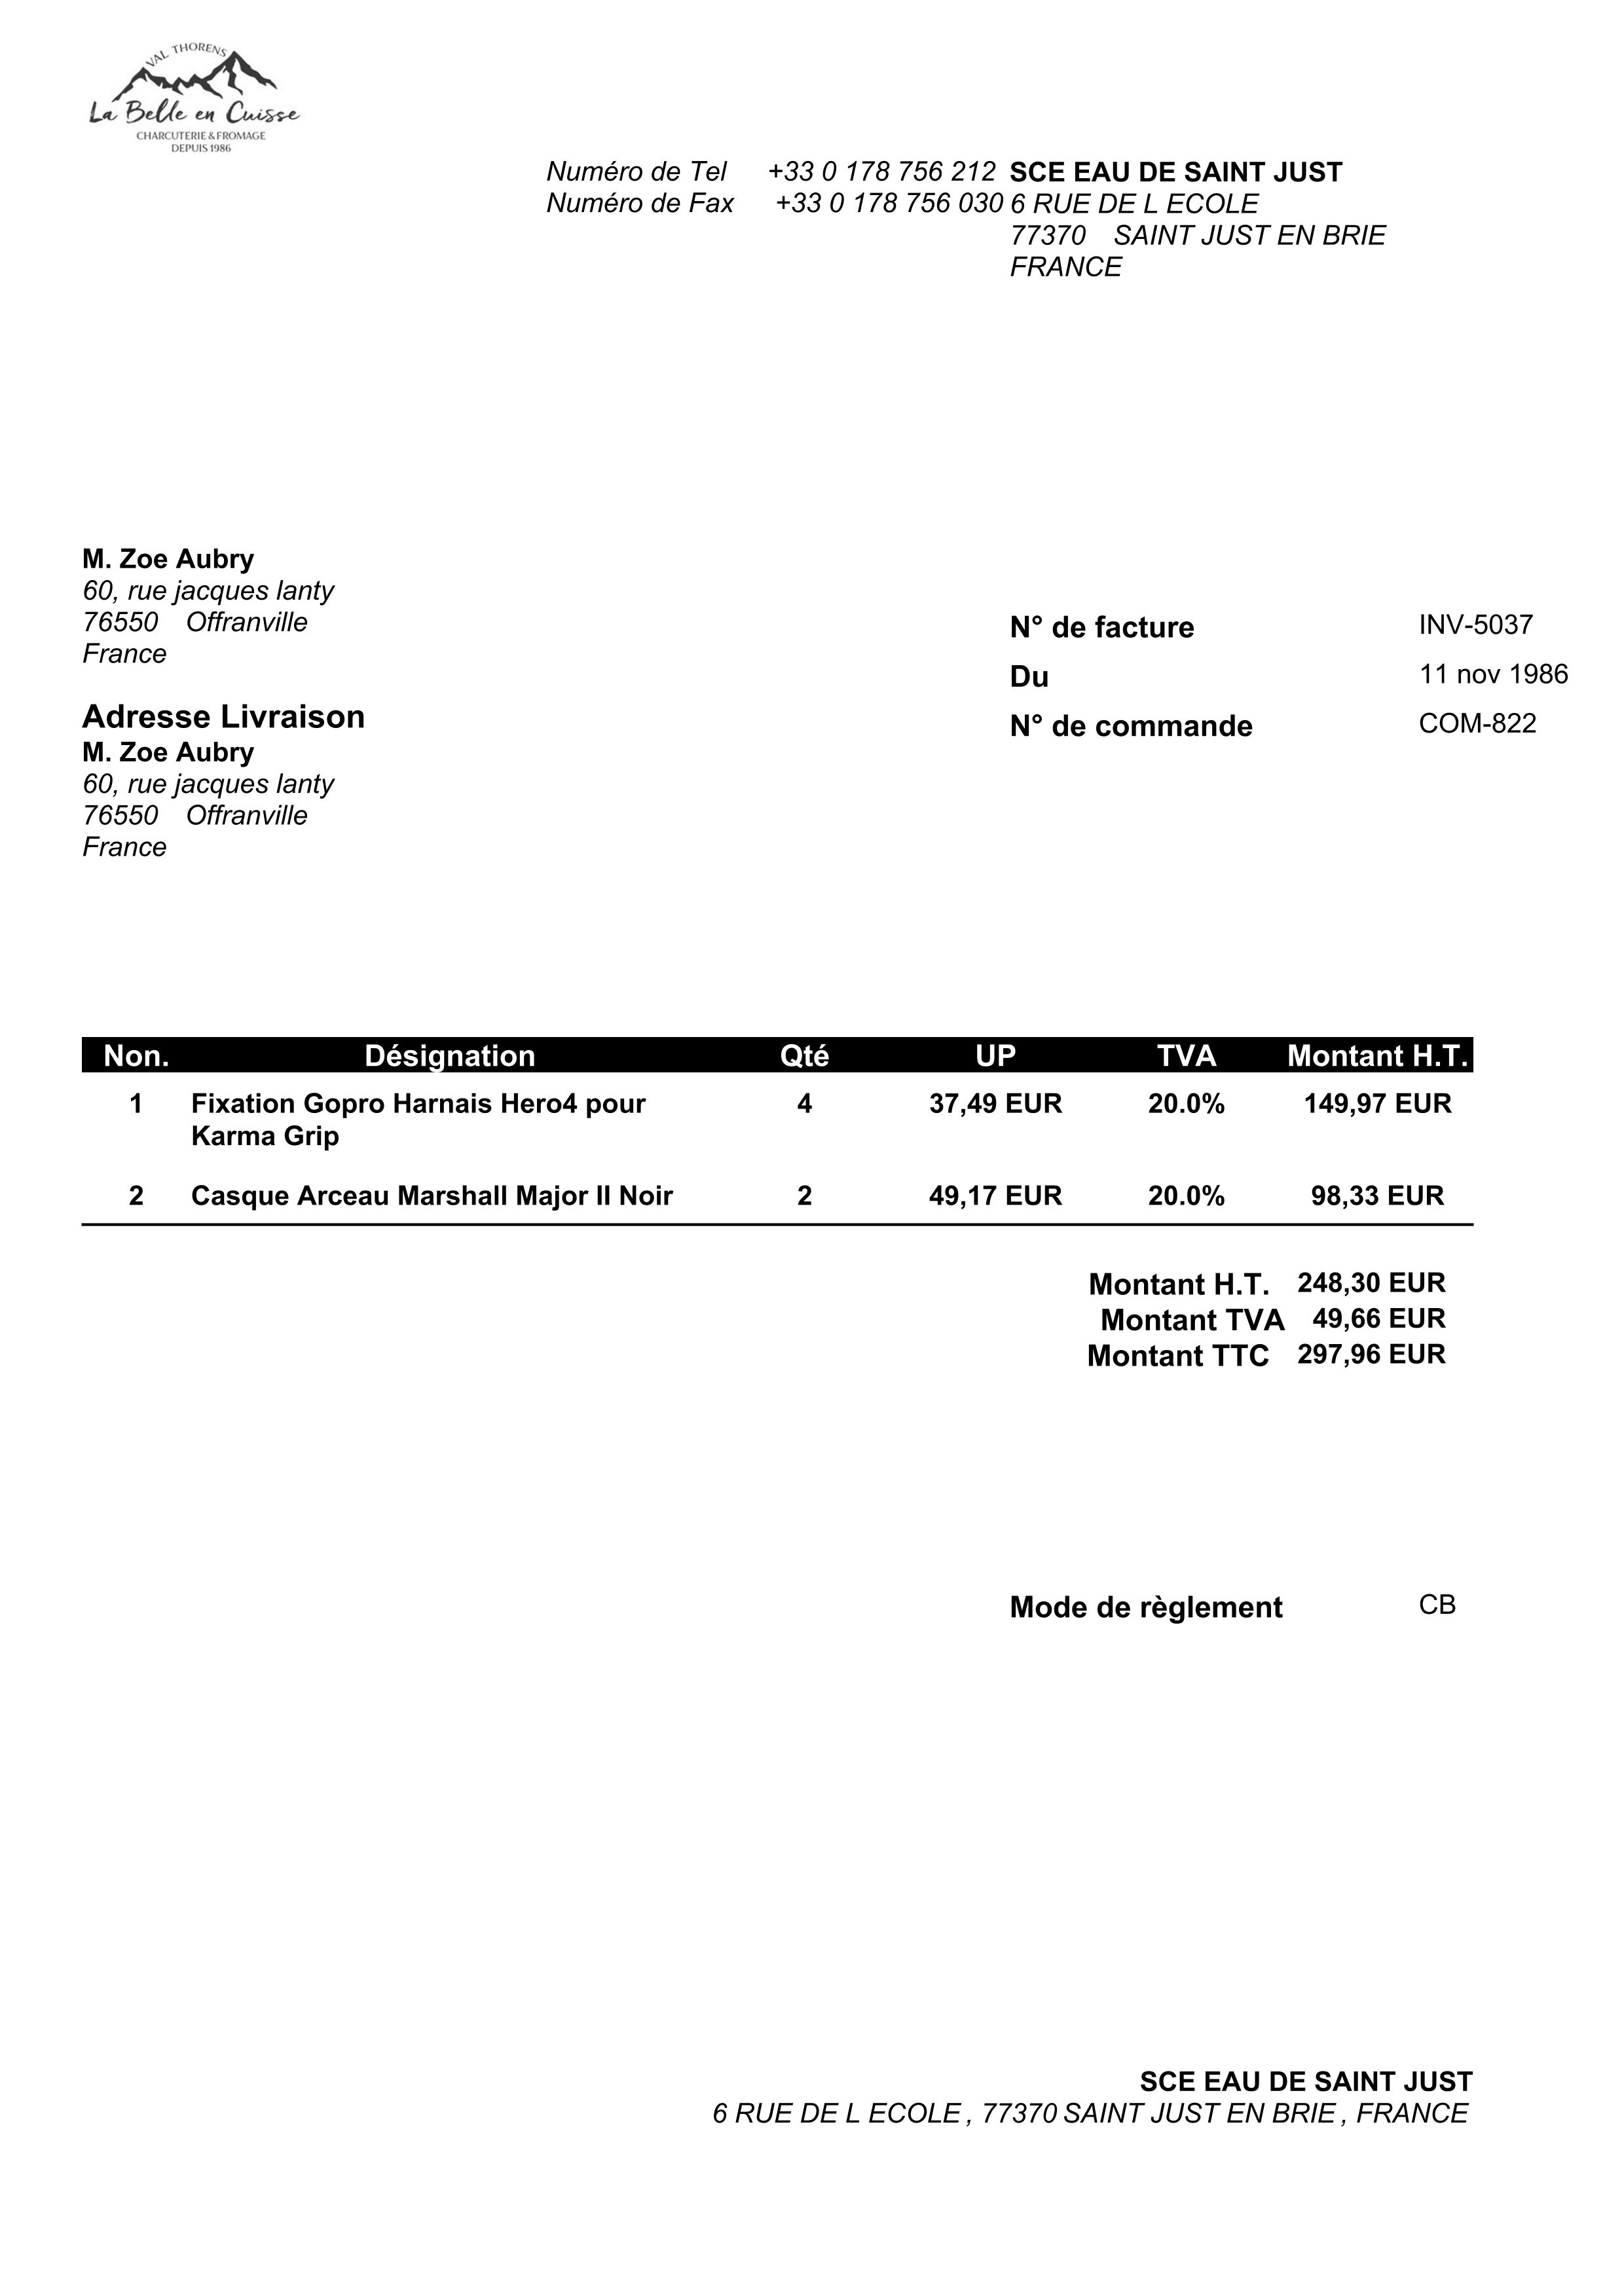 VAL THORENS
La Belle en Cuisse
CHARCUTERIE & FROMAGE
DEPUIS 1986
Numéro de Tel +33 0 178 756 212 SCE EAU DE SAINT JUST
Numéro de Fax +33 0 178 756 030 6 RUE DE L ECOLE
77370 SAINT JUST EN BRIE
FRANCE
M. Zoe Aubry
60, rue jacques lanty
76550 Offranville
France
N° de facture INV-5037
Du 11 nov 1986
N° de commande COM-822
Adresse Livraison
M. Zoe Aubry
60, rue jacques lanty
76550 Offranville
France
Non. Désignation Qté UP TVA Montant H.T.
1 Fixation Gopro Harnais Hero4 pour 4 37,49 EUR 20.0% 149,97 EUR
Karma Grip
2 Casque Arceau Marshall Major II Noir 2 49,17 EUR 20.0% 98,33 EUR
Montant H.T. 248,30 EUR
Montant TVA 49,66 EUR
Montant TTC 297,96 EUR
Mode de règlement CB
SCE EAU DE SAINT JUST
6 RUE DE L ECOLE , 77370 SAINT JUST EN BRIE , FRANCE